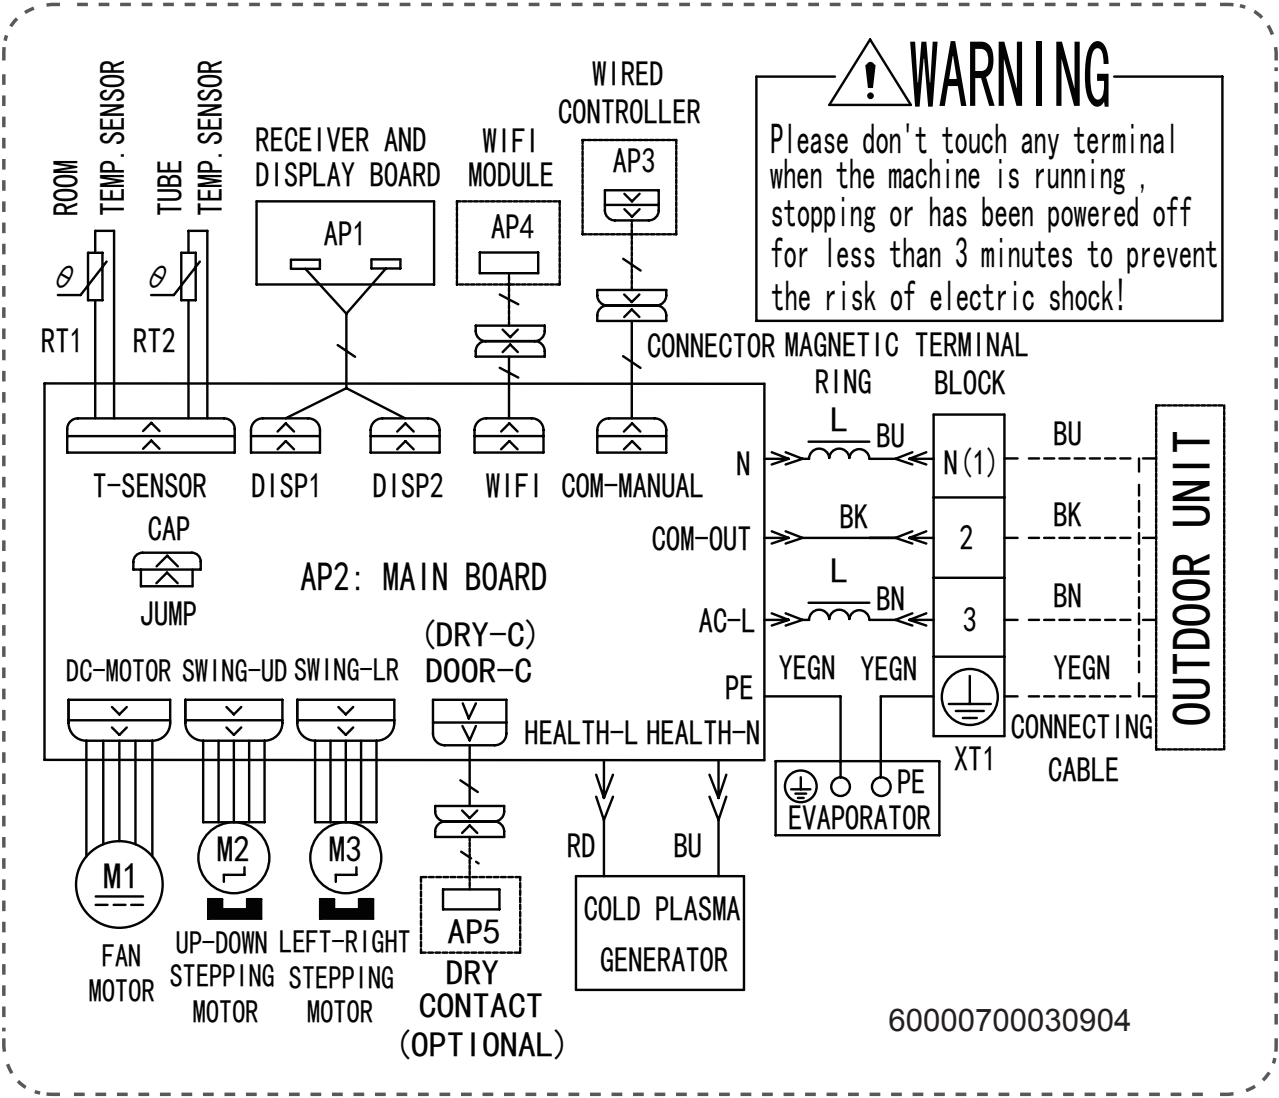 WARNING
Please don't touch any terminal
when the machine is running ,
stopping or has been powered off
for less than 3 minutes to prevent
the risk of electric shock!
ROOM
TEMP. SENSOR
TUBE
TEMP. SENSOR
RECEIVER AND
DISPLAY BOARD
WIFI
MODULE
WIRED
CONTROLLER
AP1
AP4
AP3
θ
θ
RT1
RT2
CONNECTOR
MAGNETIC
RING
TERMINAL
BLOCK
T-SENSOR
DISP1
DISP2
WIFI
COM-MANUAL
CAP
JUMP
AP2: MAIN BOARD
N
L
BU
N(1)
BU
COM-OUT
BK
2
BK
AC-L
L
BN
3
BN
PE
YEGN
YEGN
YEGN
OUTDOOR UNIT
XT1
CONNECTING
CABLE
PE
EVAPORATOR
DC-MOTOR
SWING-UD
SWING-LR
(DRY-C)
DOOR-C
HEALTH-L
HEALTH-N
RD
BU
COLD PLASMA
GENERATOR
M1
M2
M3
AP5
FAN
MOTOR
UP-DOWN
STEPPING
MOTOR
LEFT-RIGHT
STEPPING
MOTOR
DRY
CONTACT
(OPTIONAL)
60000700030904